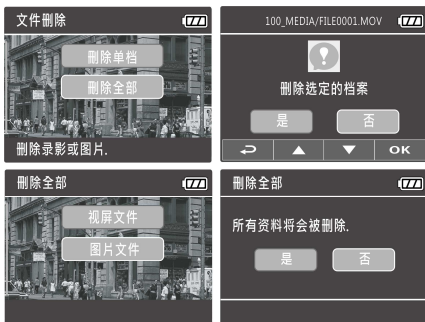 文件删除
删除单档
删除全部
删除录影或图片.
100_MEDIA/FILE0001.MOV
删除选定的档案
是
否
OK
删除全部
视屏文件
图片文件
删除全部
所有资料将会被删除.
是
否